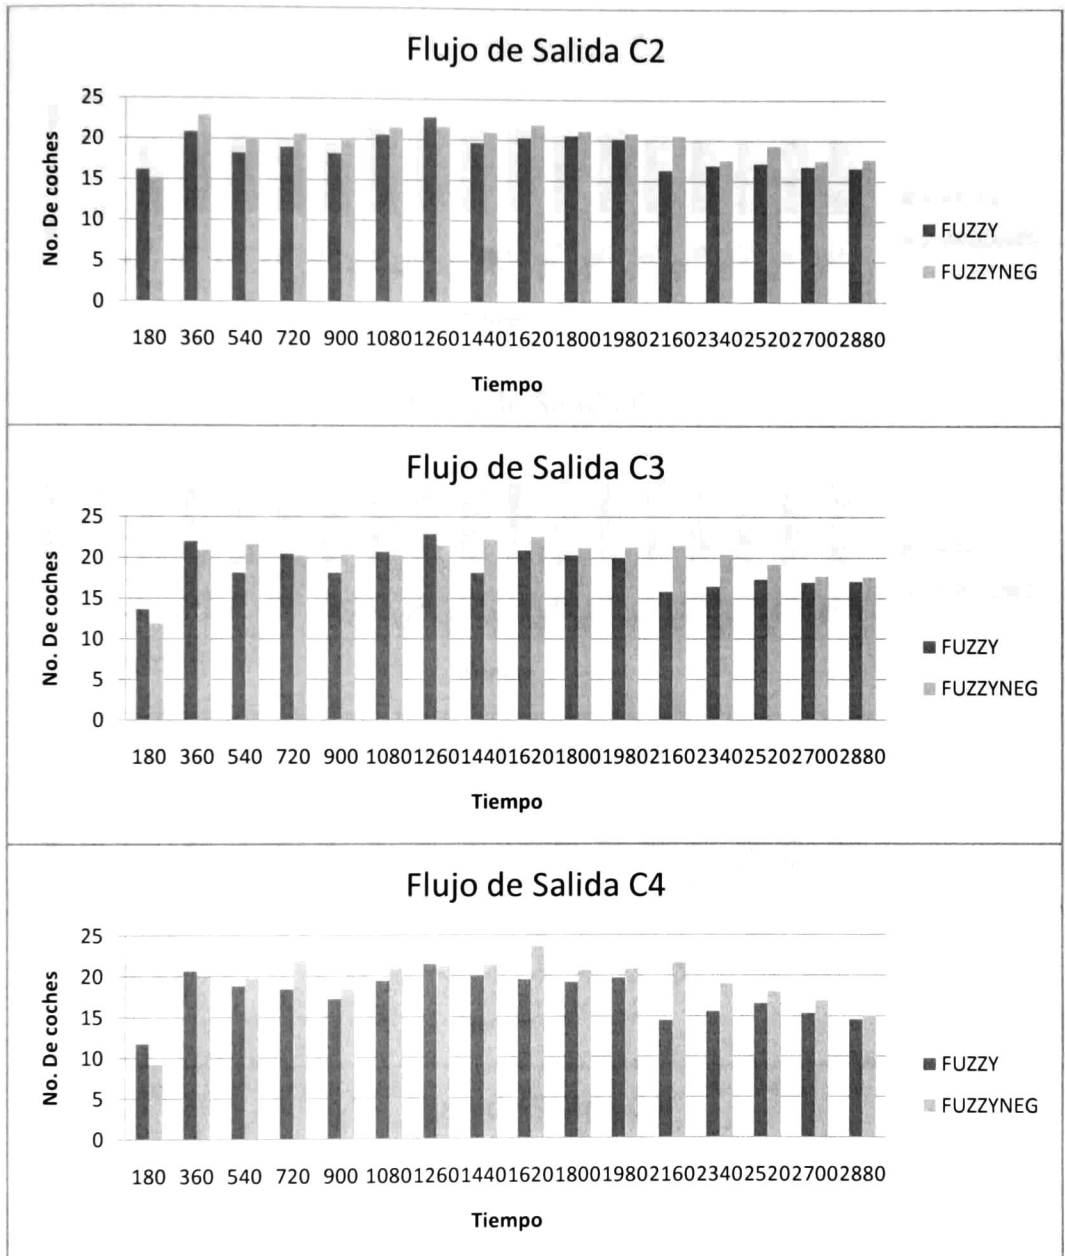 Flujo de Salida C2
25
20
15
10
5
0
No. De coches
180 360 540 720 900 1080 1260 1440 1620 1800 1980 2160 2340 2520 2700 2880
Tiempo
FUZZY
FUZZYNEG
Flujo de Salida C3
25
20
15
10
5
0
No. De coches
180 360 540 720 900 1080 1260 1440 1620 1800 1980 2160 2340 2520 2700 2880
Tiempo
FUZZY
FUZZYNEG
Flujo de Salida C4
25
20
15
10
5
0
No. De coches
180 360 540 720 900 1080 1260 1440 1620 1800 1980 2160 2340 2520 2700 2880
Tiempo
FUZZY
FUZZYNEG